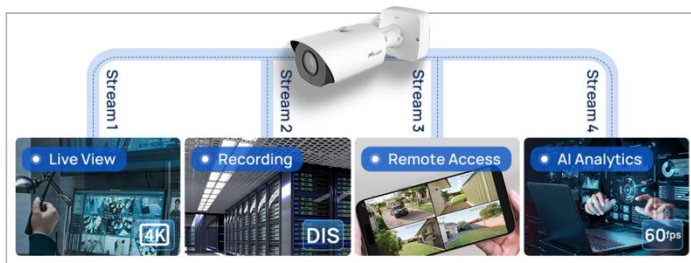 Stream 1
Stream 2
Stream 3
Stream 4
Live View
Recording
Remote Access
AI Analytics
4K
DIS
60fps